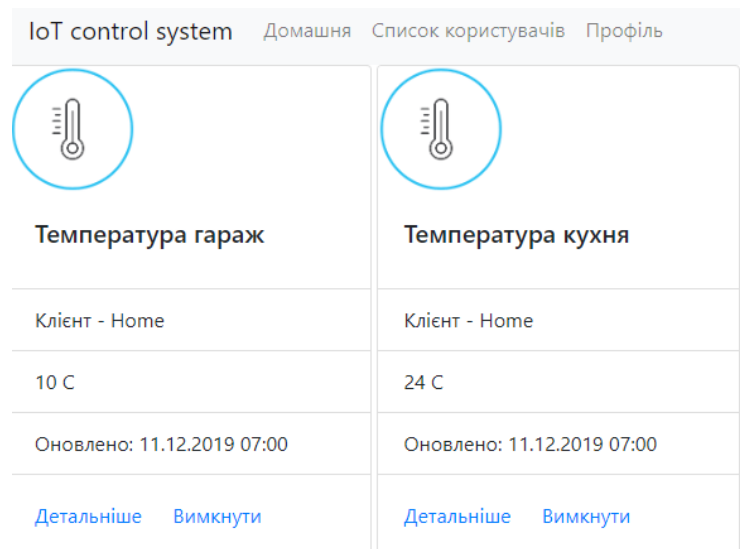 IoT control system Домашня Список користувачів Профіль
Температура гараж
Клієнт - Home
10 C
Оновлено: 11.12.2019 07:00
Детальніше Вимкнути
Температура кухня
Клієнт - Home
24 C
Оновлено: 11.12.2019 07:00
Детальніше Вимкнути